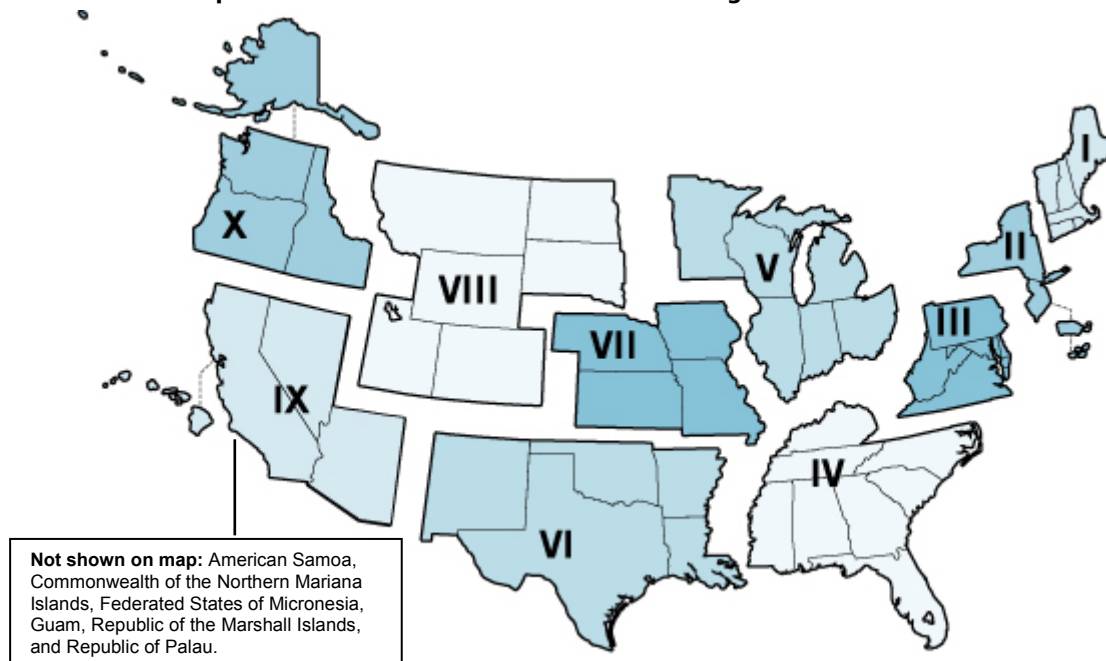 X
I
II
V
VIII
III
VII
IX
IV
VI
Not shown on map: American Samoa,
Commonwealth of the Northern Mariana
Islands, Federated States of Micronesia,
Guam, Republic of the Marshall Islands,
and Republic of Palau.